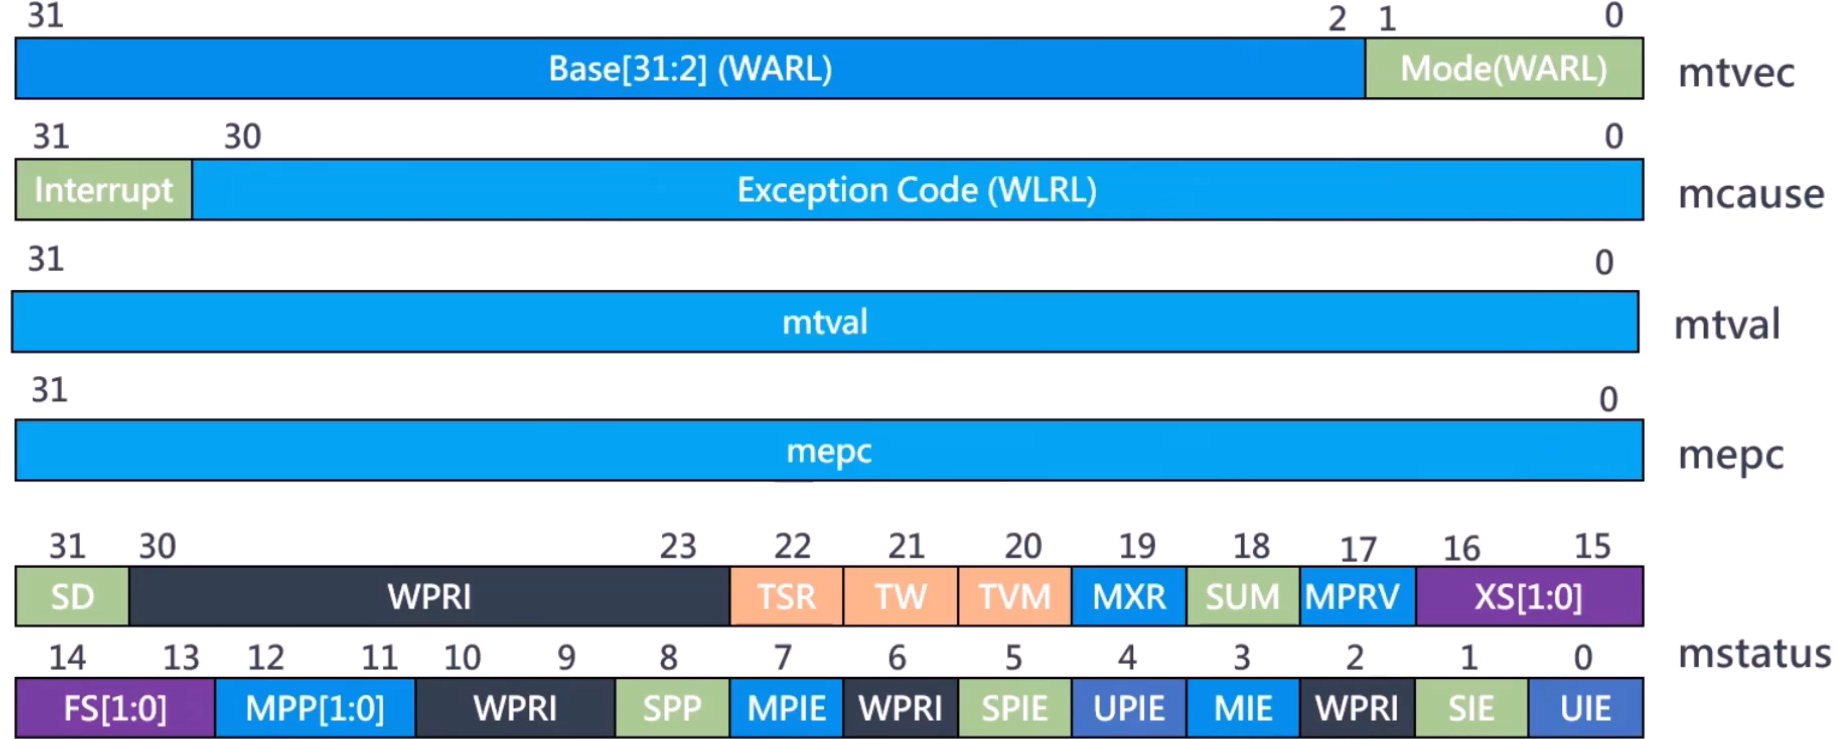 31 2 1 0
Base[31:2] (WARL) Mode(WARL) mtvec
31 30 0
Interrupt Exception Code (WLRL) mcause
31 0
mtval mtval
31 0
mepc mepc
31 30 23 22 21 20 19 18 17 16 15
SD WPRI TSR TW TVM MXR SUM MPRV XS[1:0]
mstatus
14 13 12 11 10 9 8 7 6 5 4 3 2 1 0
FS[1:0] MPP[1:0] WPRI SPP MPIE WPRI SPIE UPIE MIE WPRI SIE UIE